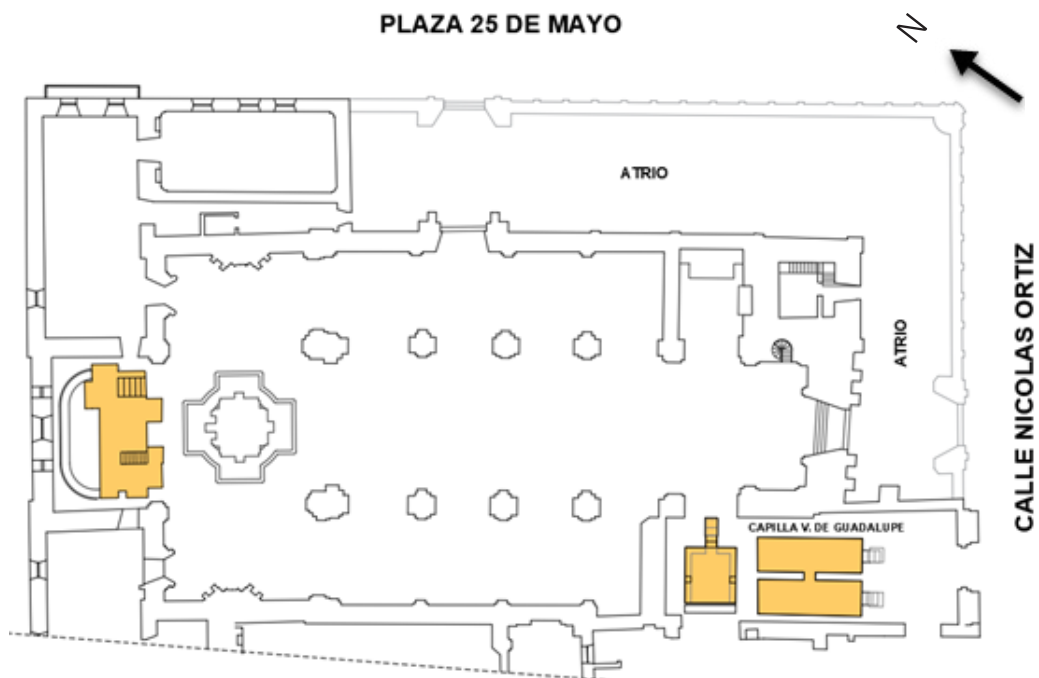 PLAZA 25 DE MAYO
N
ATRIO
ATRIO
CALLE NICOLAS ORTIZ
CAPILLA V. DE GUADALUPE